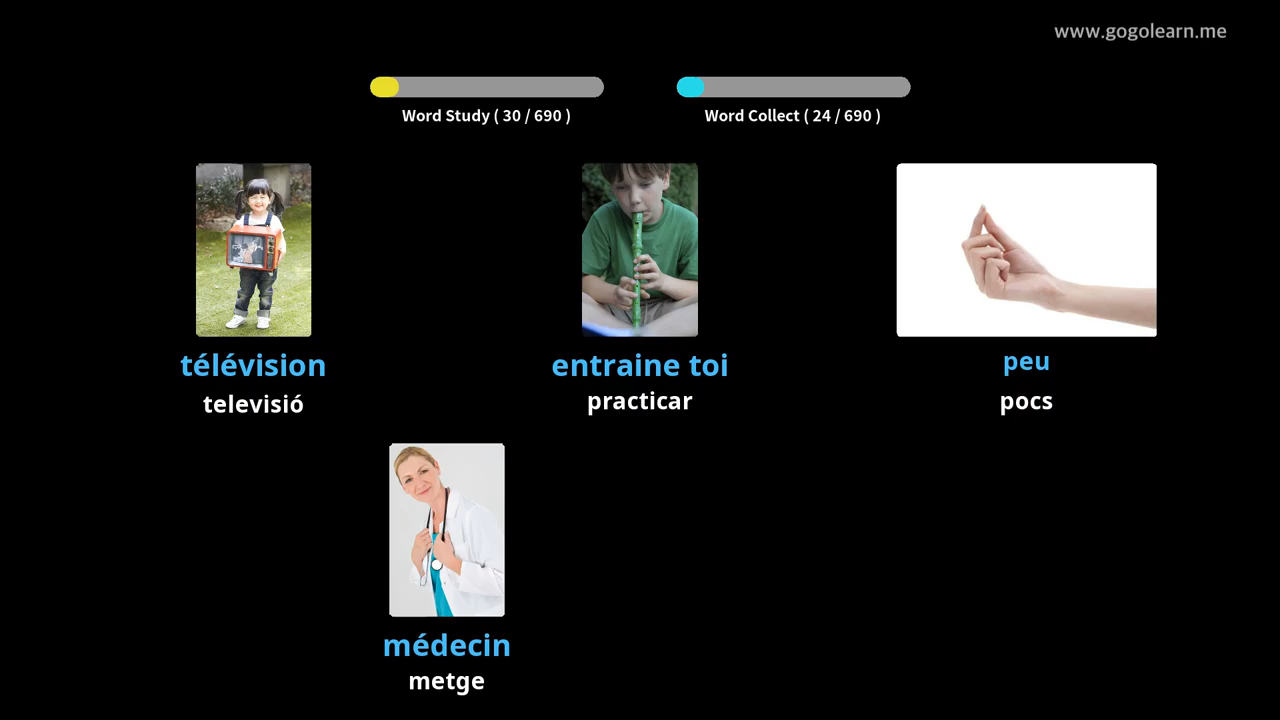 www.gogolearn.me
Word Study ( 30 / 690 )
Word Collect ( 24 / 690 )
télévision
entraine toi
peu
televisió
practicar
pocs
médecin
metge